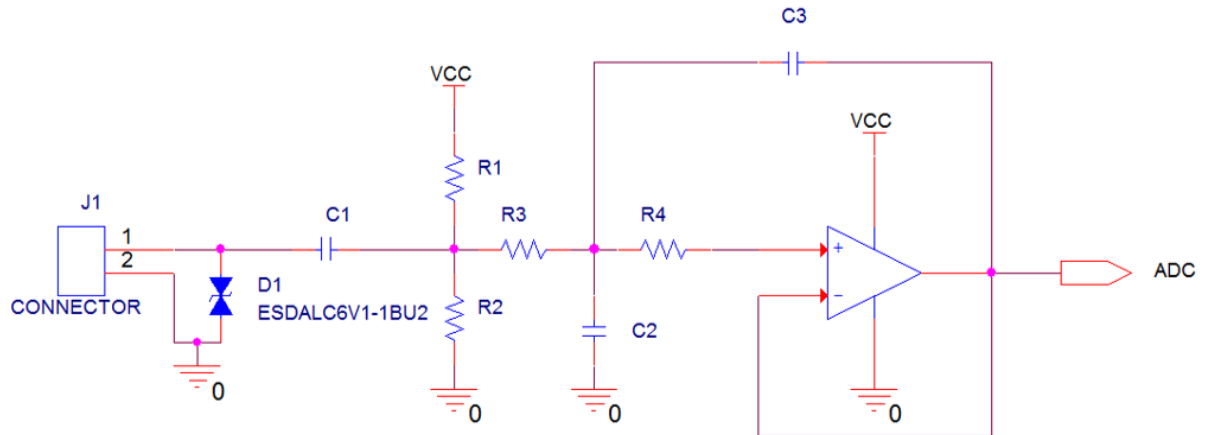 C3
VCC
VCC
R1
J1
C1
R3
R4
1
+
2
ADC
D1
-
CONNECTOR
ESDALC6V1-1BU2
R2
C2
0
0
0
0